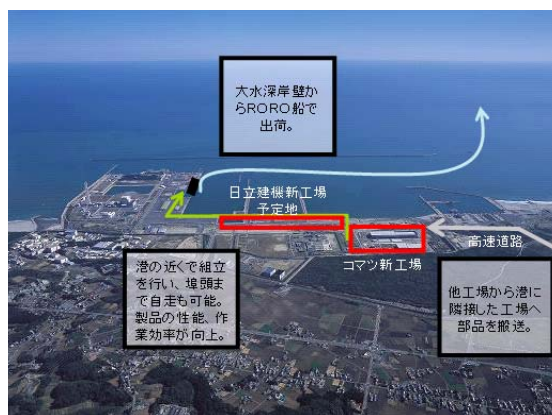 大水深岸壁か
らRORO船で
出荷。
日立建機新工場
予定地
高速道路
コマツ新工場
港の近くで組立
を行い、埠頭ま
で自走も可能。
製品の性能、作
業効率が向上。
他工場から港に
隣接した工場へ
部品を搬送。